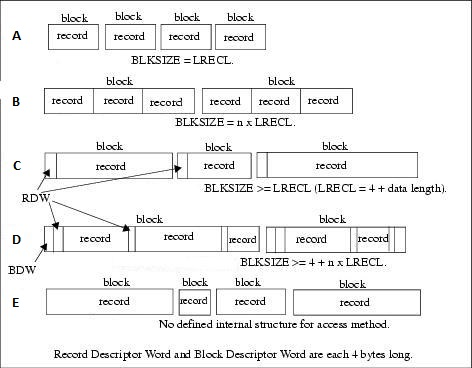 block block block block
A record record record record
BLKSIZE = LRECL.
block block
B record record record record record record
BLKSIZE = n x LRECL.
block block block
C record record record
BLKSIZE >= LRECL (LRECL = 4 + data length).
RDW
block block
D record record record record record
BDW
BLKSIZE >= 4 + n x LRECL.
block block block block
E record record record record
No defined internal structure for access method.
Record Descriptor Word and Block Descriptor Word are each 4 bytes long.